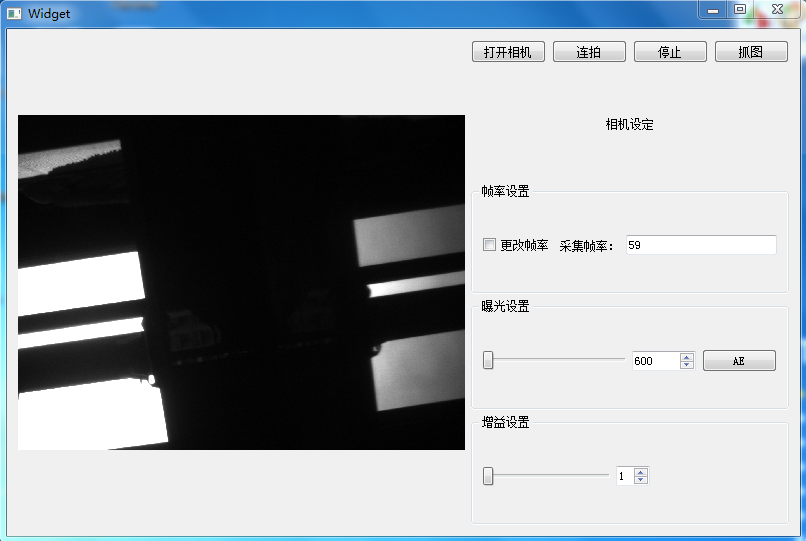 Widget
打开相机 连拍 停止 抓图
相机设定
帧率设置
更改帧率 采集帧率： 59
曝光设置
600 AE
增益设置
1